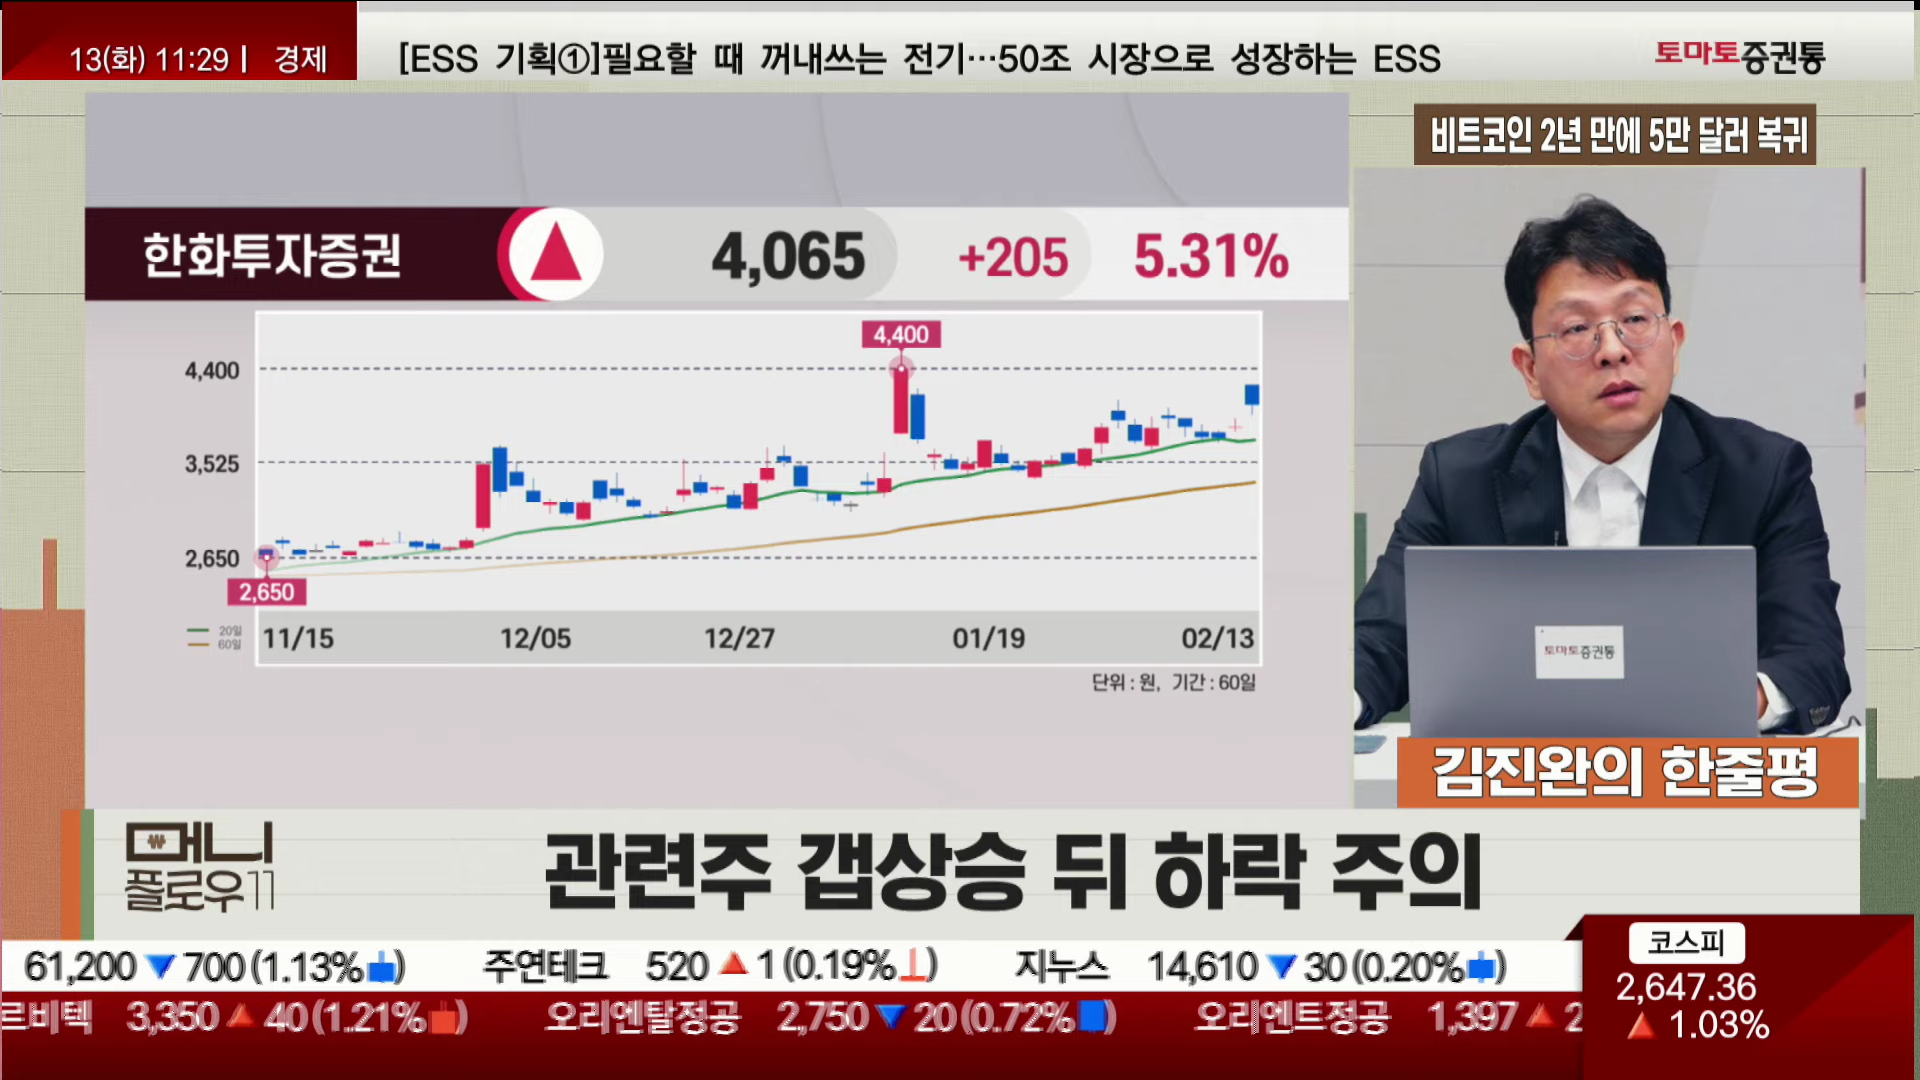 13(화) 11:29 | 경제
[ESS 기획①]필요할 때 꺼내쓰는 전기…50조 시장으로 성장하는 ESS
토마토증권통
비트코인 2년 만에 5만 달러 복귀
한화투자증권 ▲ 4,065 +205 5.31%
4,400
4,400
3,525
2,650
2,650
20일
60일
11/15 12/05 12/27 01/19 02/13
단위 : 원, 기간 : 60일
토마토증권통
김진완의 한줄평
머니
플로우11
관련주 갭상승 뒤 하락 주의
61,200 ▼ 700 (1.13%) 주연테크 520 ▲ 1 (0.19%) 지누스 14,610 ▼ 30 (0.20%)
르비텍 3,350 ▲ 40 (1.21%) 오리엔탈정공 2,750 ▼ 20 (0.72%) 오리엔트정공 1,397 ▲ 2
코스피
2,647.36
▲ 1.03%